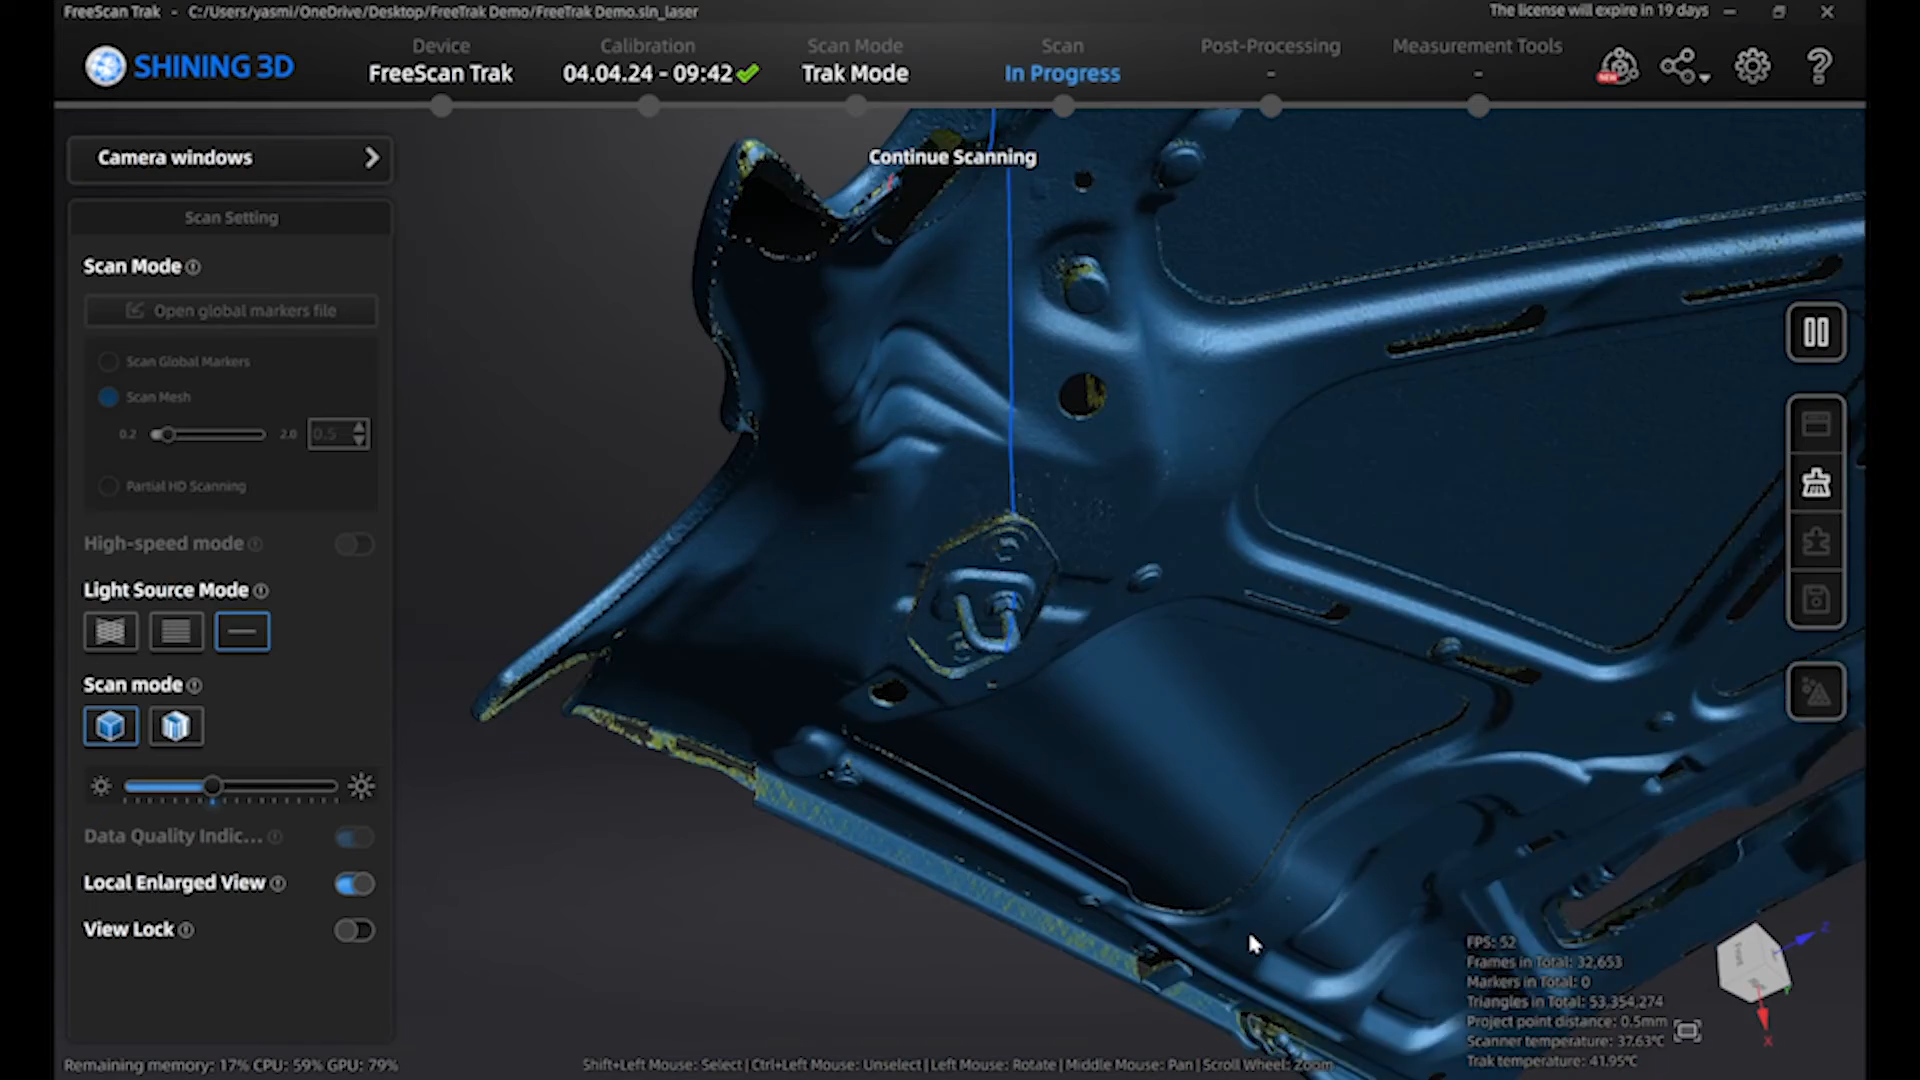 FreeScan Trak - C:/Users/yasmi/OneDrive/Desktop/FreeTrak Demo/FreeTrak Demo.sln_laser
The license will expire in 19 days
SHINING 3D
Device
FreeScan Trak
Calibration
04.04.24 - 09:42
Scan Mode
Trak Mode
Scan
In Progress
Post-Processing
-
Measurement Tools
-
NEW
Camera windows
Continue Scanning
Scan Setting
Scan Mode
Open global markers file
Scan Global Markers
Scan Mesh
0.2
2.0
0.5
Partial HD Scanning
High-speed mode
Light Source Mode
Scan mode
Data Quality Indic...
Local Enlarged View
View Lock
FPS: 52
Frames in Total: 32,653
Markers in Total: 0
Triangles in Total: 53,354,274
Project point distance: 0.5mm
Scanner temperature: 37.63℃
Trak temperature: 41.95℃
Z
X
Remaining memory: 17% CPU: 59% GPU: 79%
Shift+Left Mouse: Select | Ctrl+Left Mouse: Unselect | Left Mouse: Rotate | Middle Mouse: Pan | Scroll Wheel: Zoom